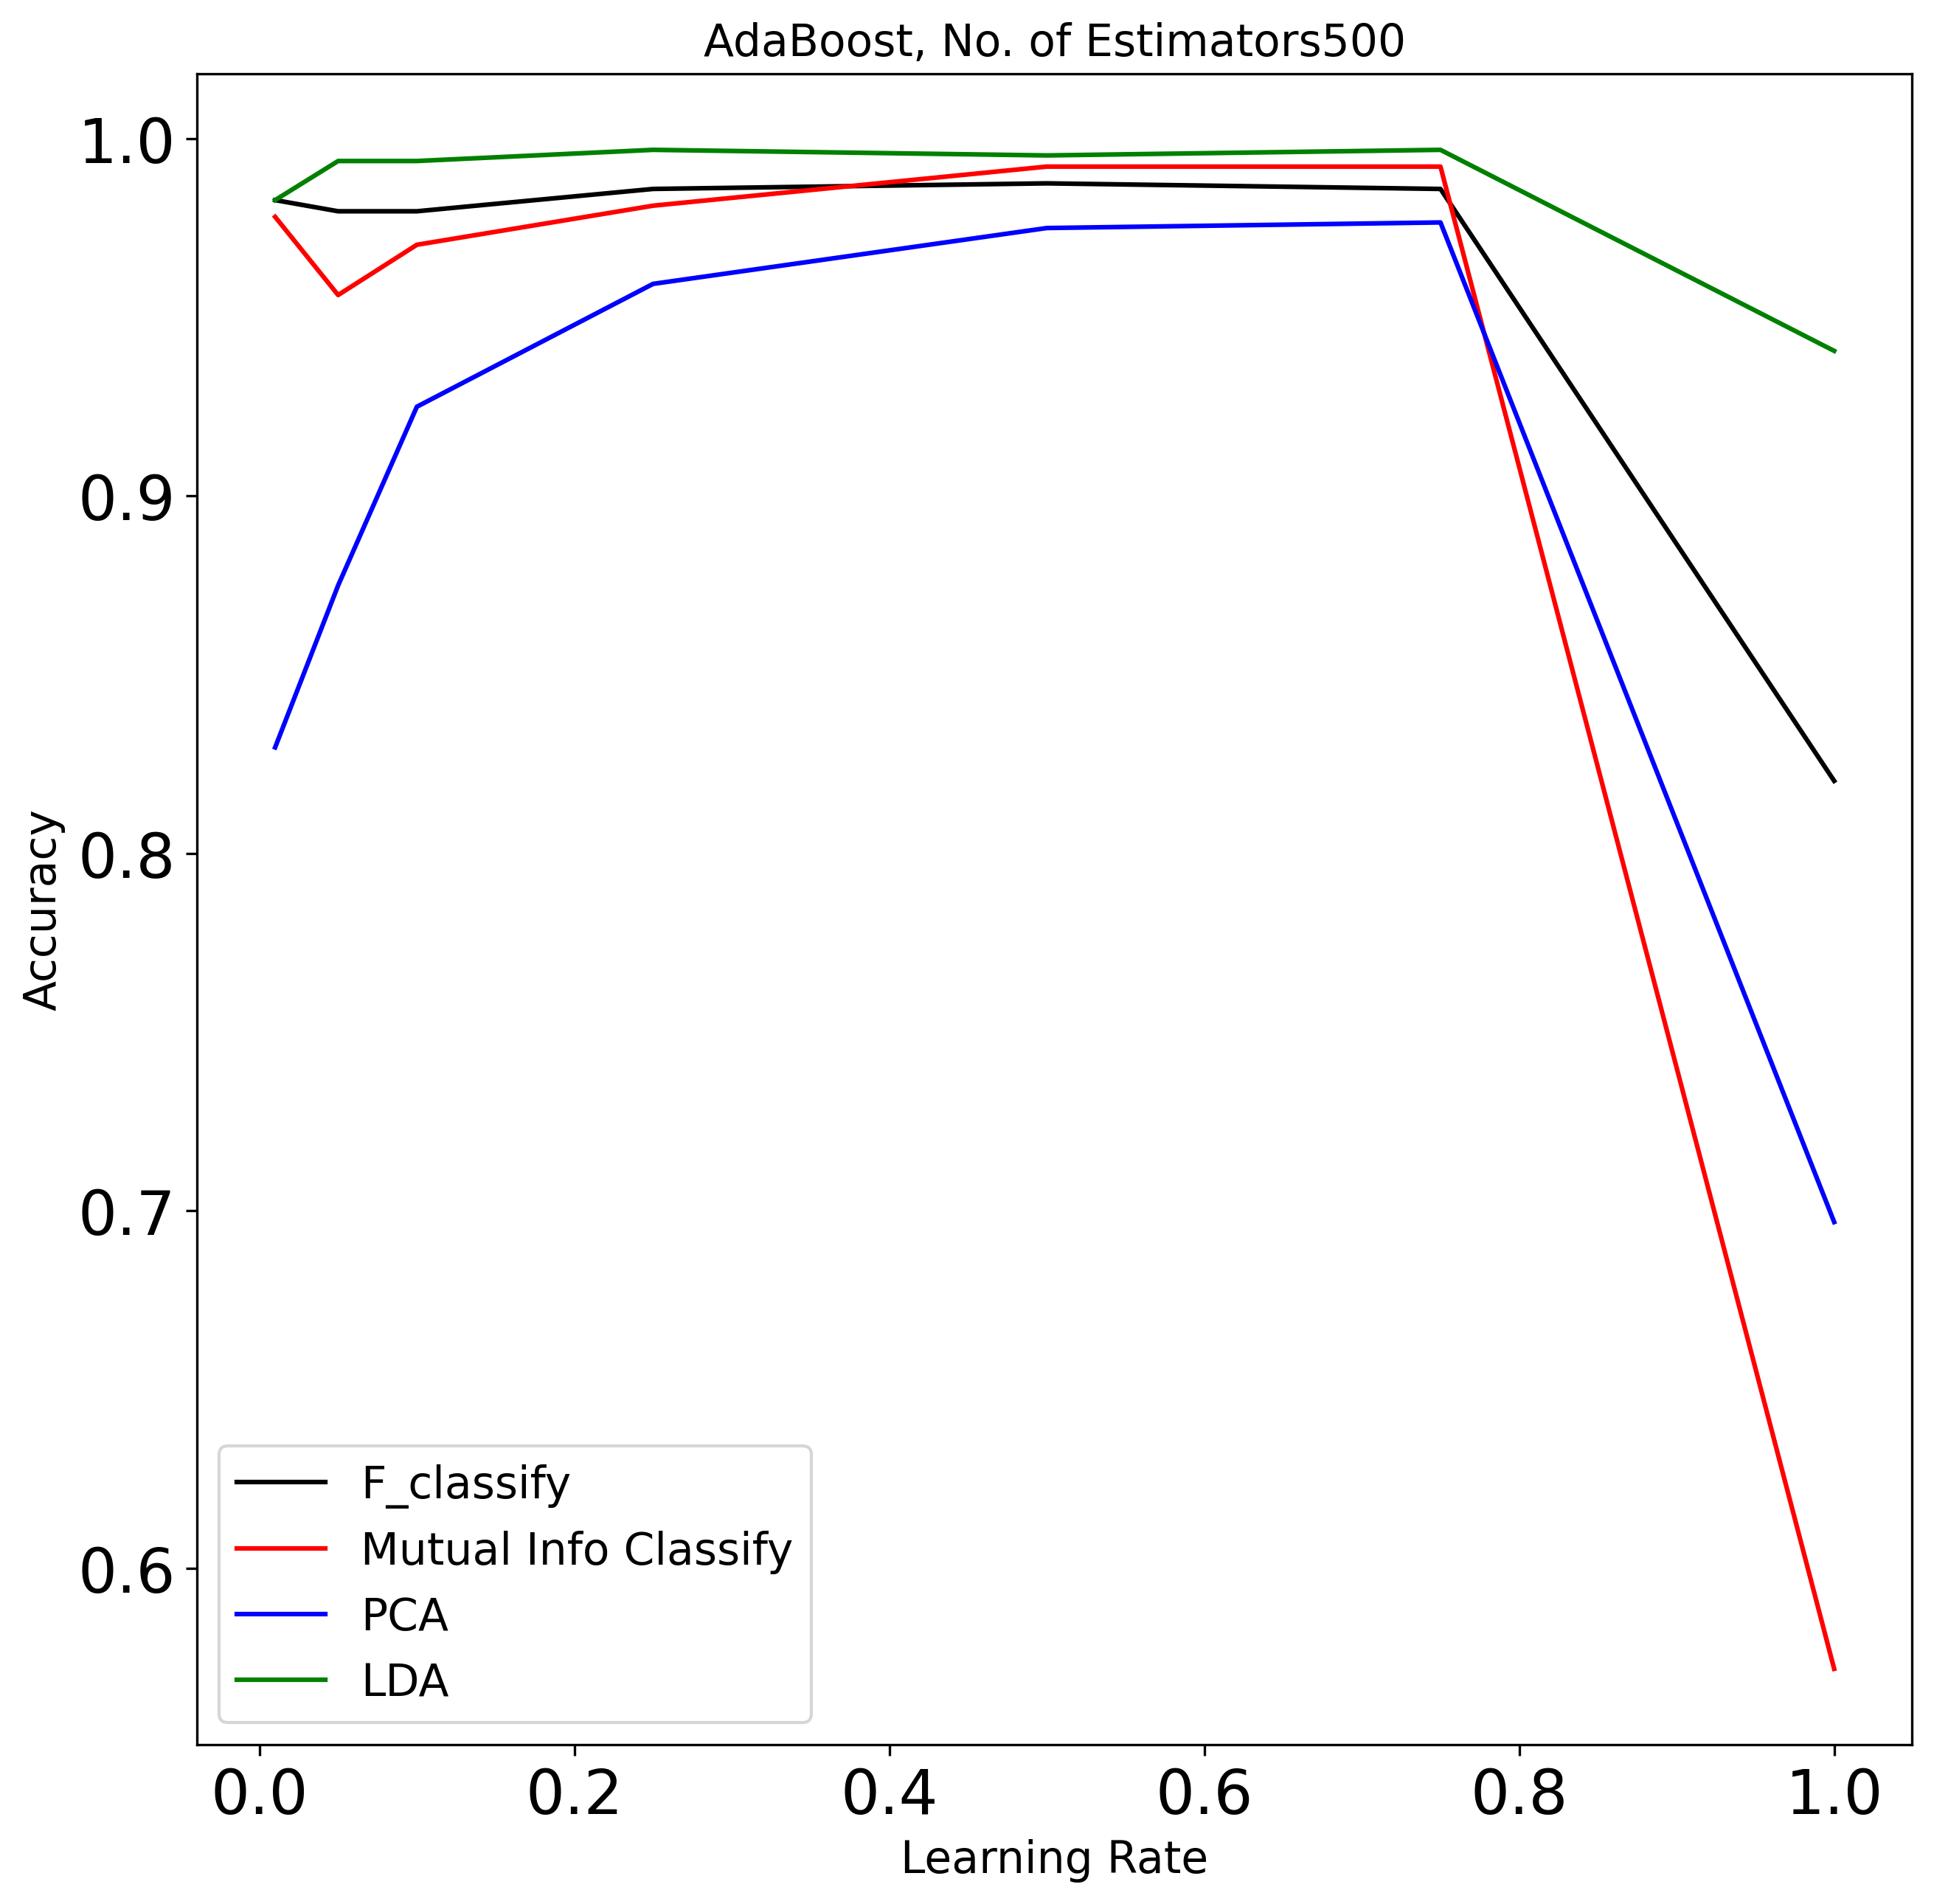 AdaBoost, No. of Estimators500
1.0
0.9
0.8
0.7
0.6
Accuracy
F_classify
Mutual Info Classify
PCA
LDA
0.0 0.2 0.4 0.6 0.8 1.0
Learning Rate